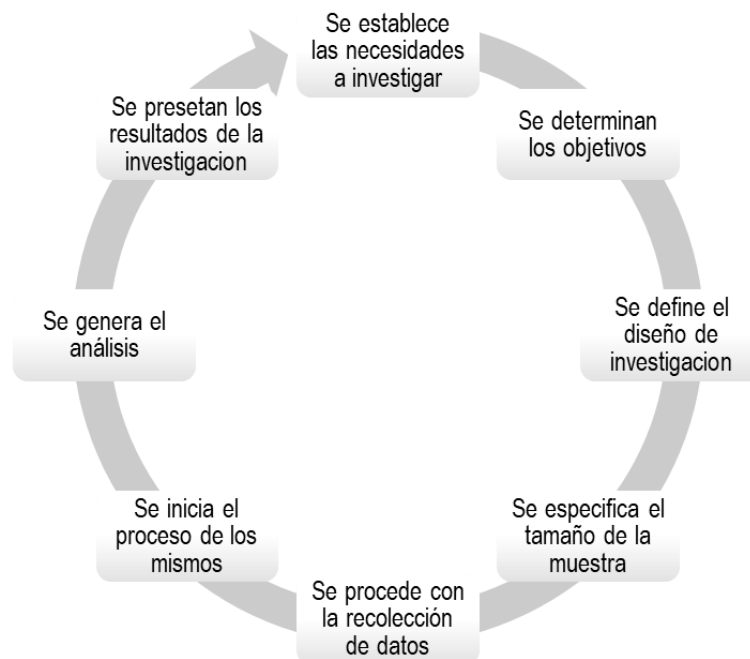 Se establece
las necesidades
a investigar
Se determinan
los objetivos
Se define el
diseño de
investigacion
Se especifica el
tamaño de la
muestra
Se procede con
la recolección
de datos
Se inicia el
proceso de los
mismos
Se genera el
análisis
Se presetan los
resultados de la
investigacion